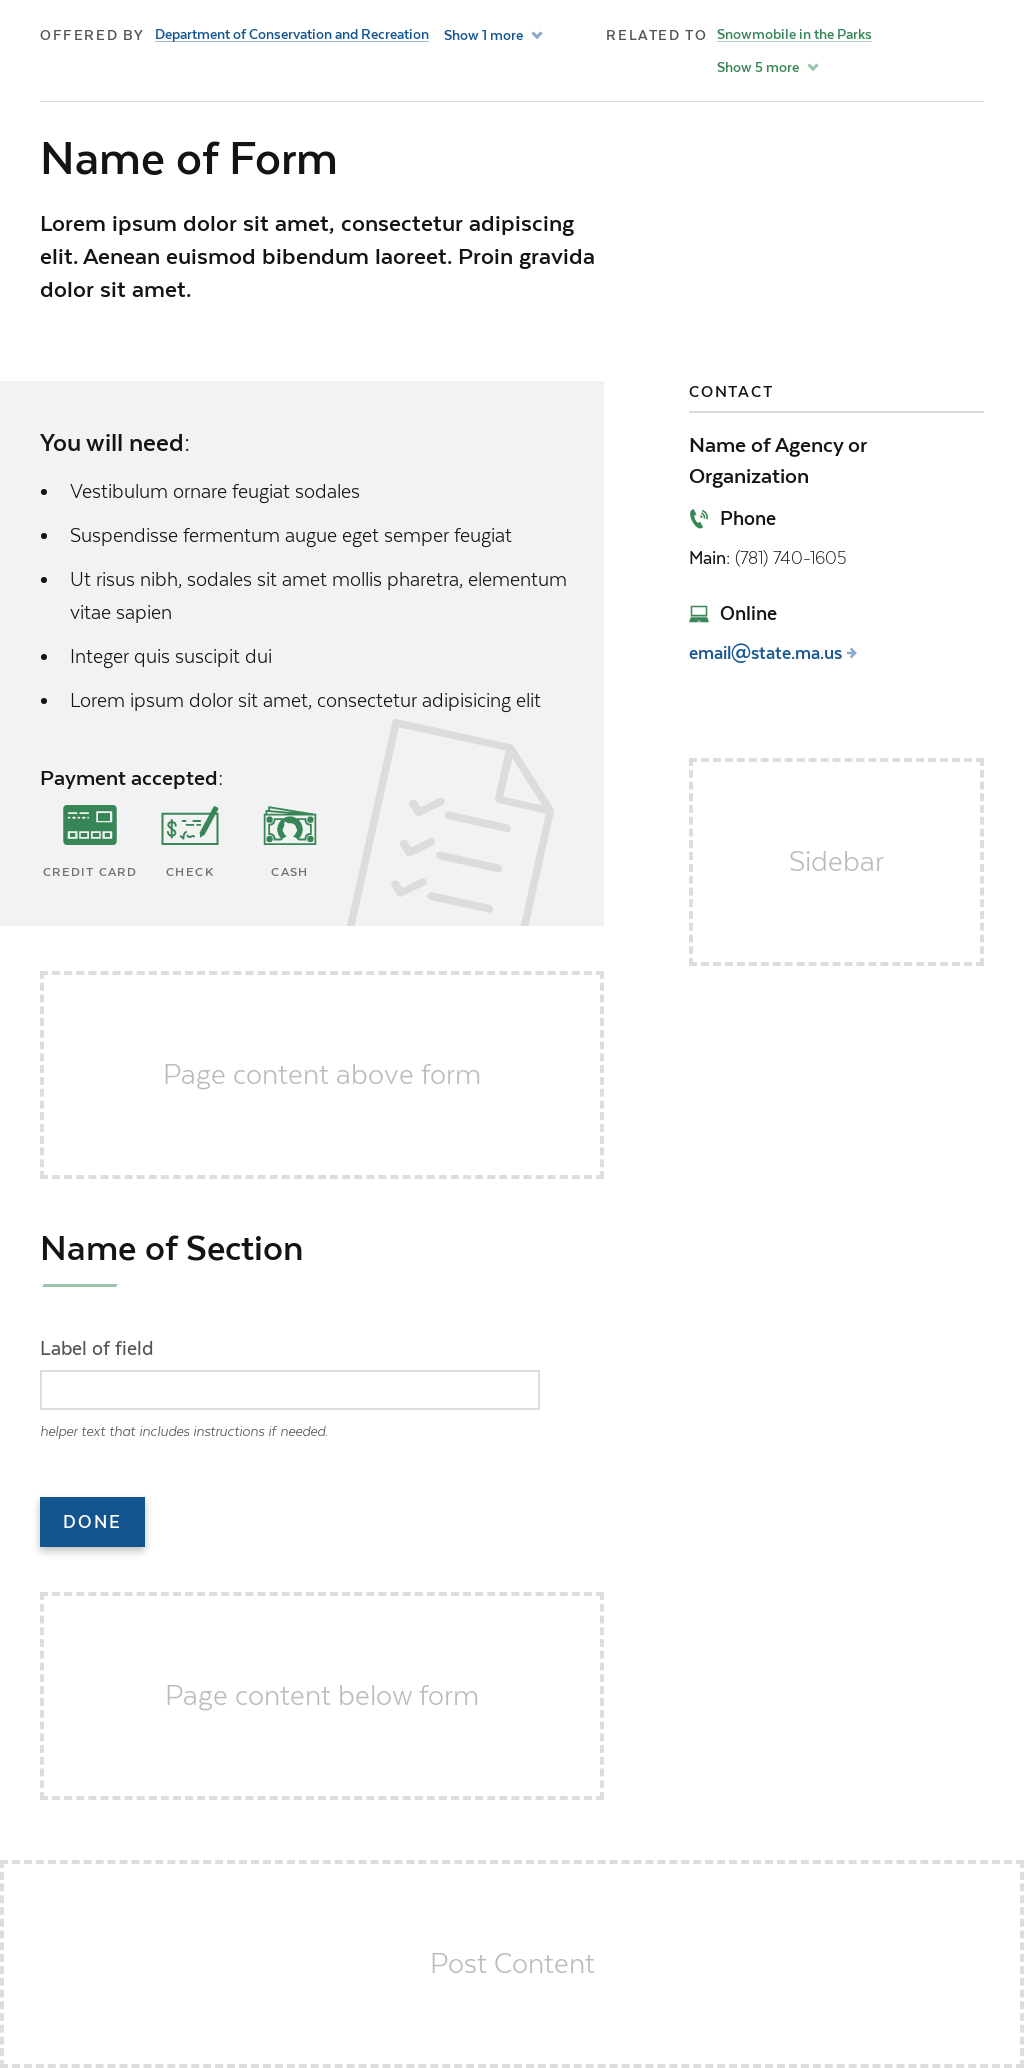 OFFERED BY Department of Conservation and Recreation Show 1 more
RELATED TO Snowmobile in the Parks
Show 5 more
Name of Form
Lorem ipsum dolor sit amet, consectetur adipiscing
elit. Aenean euismod bibendum laoreet. Proin gravida
dolor sit amet.
You will need:
Vestibulum ornare feugiat sodales
Suspendisse fermentum augue eget semper feugiat
Ut risus nibh, sodales sit amet mollis pharetra, elementum
vitae sapien
Integer quis suscipit dui
Lorem ipsum dolor sit amet, consectetur adipisicing elit
Payment accepted:
CREDIT CARD
CHECK
CASH
CONTACT
Name of Agency or
Organization
Phone
Main: (781) 740-1605
Online
email@state.ma.us
Sidebar
Page content above form
Name of Section
Label of field
helper text that includes instructions if needed.
DONE
Page content below form
Post Content